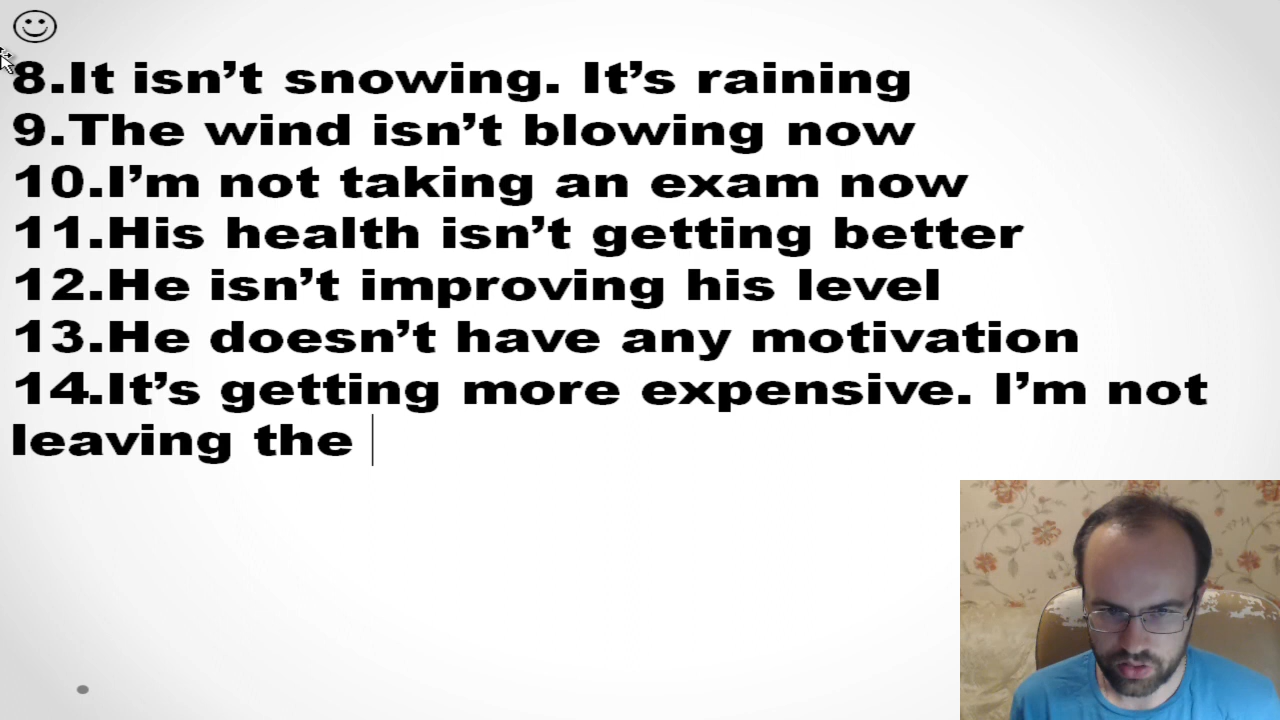 8.It isn’t snowing. It’s raining
9.The wind isn’t blowing now
10.I’m not taking an exam now
11.His health isn’t getting better
12.He isn’t improving his level
13.He doesn’t have any motivation
14.It’s getting more expensive. I’m not
leaving the